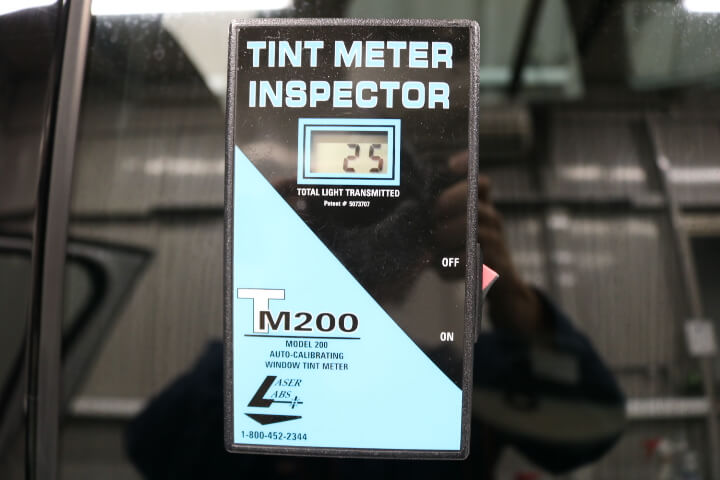 TINT METER
INSPECTOR
25
TOTAL LIGHT TRANSMITTED
Patent # 5073707
OFF
ON
TM200
MODEL 200
AUTO-CALIBRATING
WINDOW TINT METER
LASER
LABS
1-800-452-2344